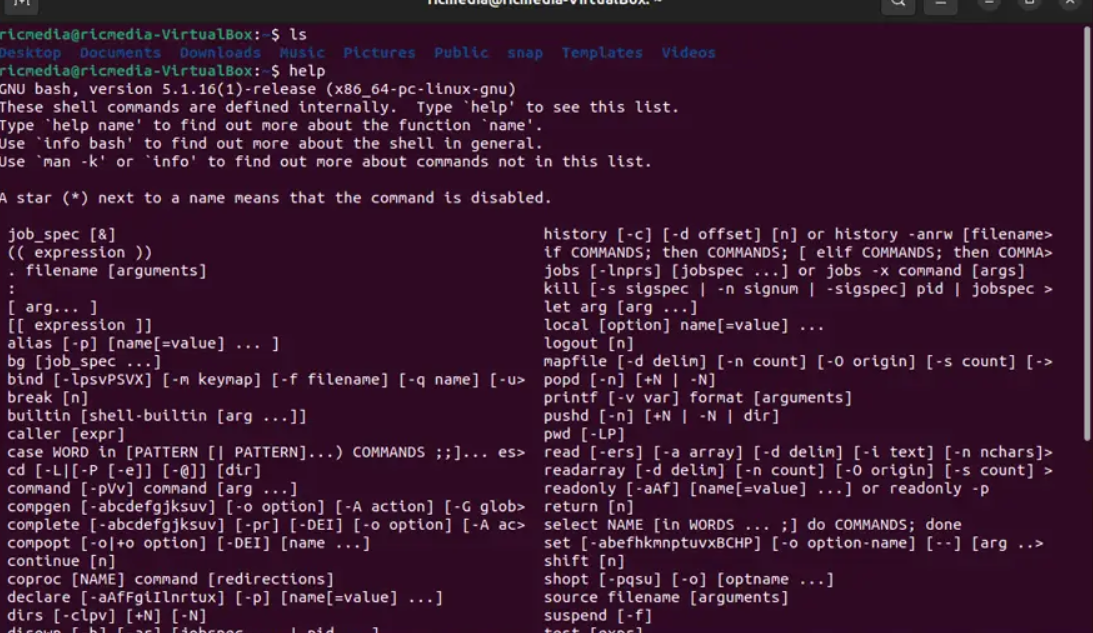 ricmedia@ricmedia-VirtualBox: ~
ricmedia@ricmedia-VirtualBox:~$ ls
Desktop Documents Downloads Music Pictures Public snap Templates Videos
ricmedia@ricmedia-VirtualBox:~$ help
GNU bash, version 5.1.16(1)-release (x86_64-pc-linux-gnu)
These shell commands are defined internally.  Type `help' to see this list.
Type `help name' to find out more about the function `name'.
Use `info bash' to find out more about the shell in general.
Use `man -k' or `info' to find out more about commands not in this list.
A star (*) next to a name means that the command is disabled.
job_spec [&]
(( expression ))
. filename [arguments]
:
[ arg... ]
[[ expression ]]
alias [-p] [name[=value] ... ]
bg [job_spec ...]
bind [-lpsvPSVX] [-m keymap] [-f filename] [-q name] [-u>
break [n]
builtin [shell-builtin [arg ...]]
caller [expr]
case WORD in [PATTERN [| PATTERN]...) COMMANDS ;;]... es>
cd [-L|[-P [-e]] [-@]] [dir]
command [-pVv] command [arg ...]
compgen [-abcdefgjksuv] [-o option] [-A action] [-G glob>
complete [-abcdefgjksuv] [-pr] [-DEI] [-o option] [-A ac>
compopt [-o|+o option] [-DEI] [name ...]
continue [n]
coproc [NAME] command [redirections]
declare [-aAfFgiIlnrtux] [-p] [name[=value] ...]
dirs [-clpv] [+N] [-N]
disown [-h] [-ar] [jobspec ... | pid ...]
history [-c] [-d offset] [n] or history -anrw [filename>
if COMMANDS; then COMMANDS; [ elif COMMANDS; then COMMA>
jobs [-lnprs] [jobspec ...] or jobs -x command [args]
kill [-s sigspec | -n signum | -sigspec] pid | jobspec >
let arg [arg ...]
local [option] name[=value] ...
logout [n]
mapfile [-d delim] [-n count] [-O origin] [-s count] [->
popd [-n] [+N | -N]
printf [-v var] format [arguments]
pushd [-n] [+N | -N | dir]
pwd [-LP]
read [-ers] [-a array] [-d delim] [-i text] [-n nchars]>
readarray [-d delim] [-n count] [-O origin] [-s count] >
readonly [-aAf] [name[=value] ...] or readonly -p
return [n]
select NAME [in WORDS ... ;] do COMMANDS; done
set [-abefhkmnptuvxBCHP] [-o option-name] [--] [arg ..>
shift [n]
shopt [-pqsu] [-o] [optname ...]
source filename [arguments]
suspend [-f]
test [expr]